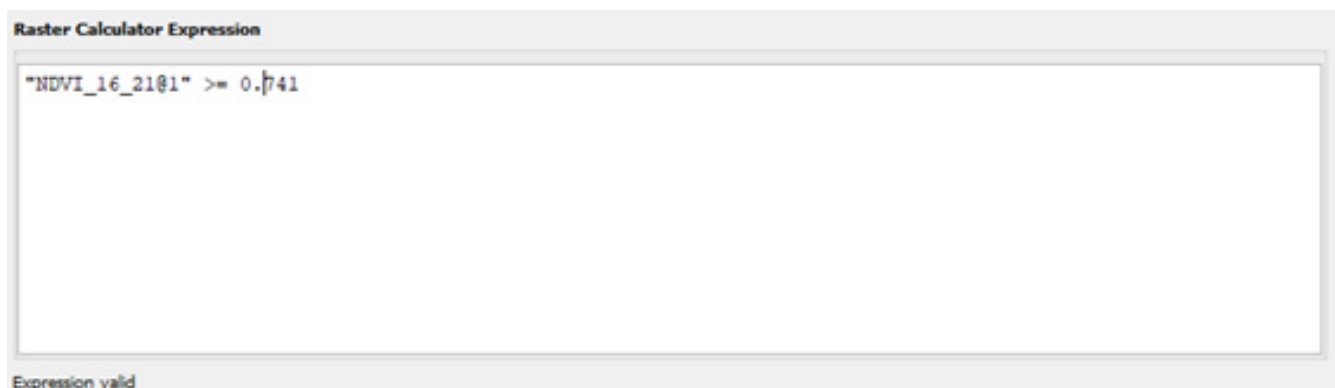 Raster Calculator Expression
"NDVI_16_21@1" >= 0.741
Expression valid